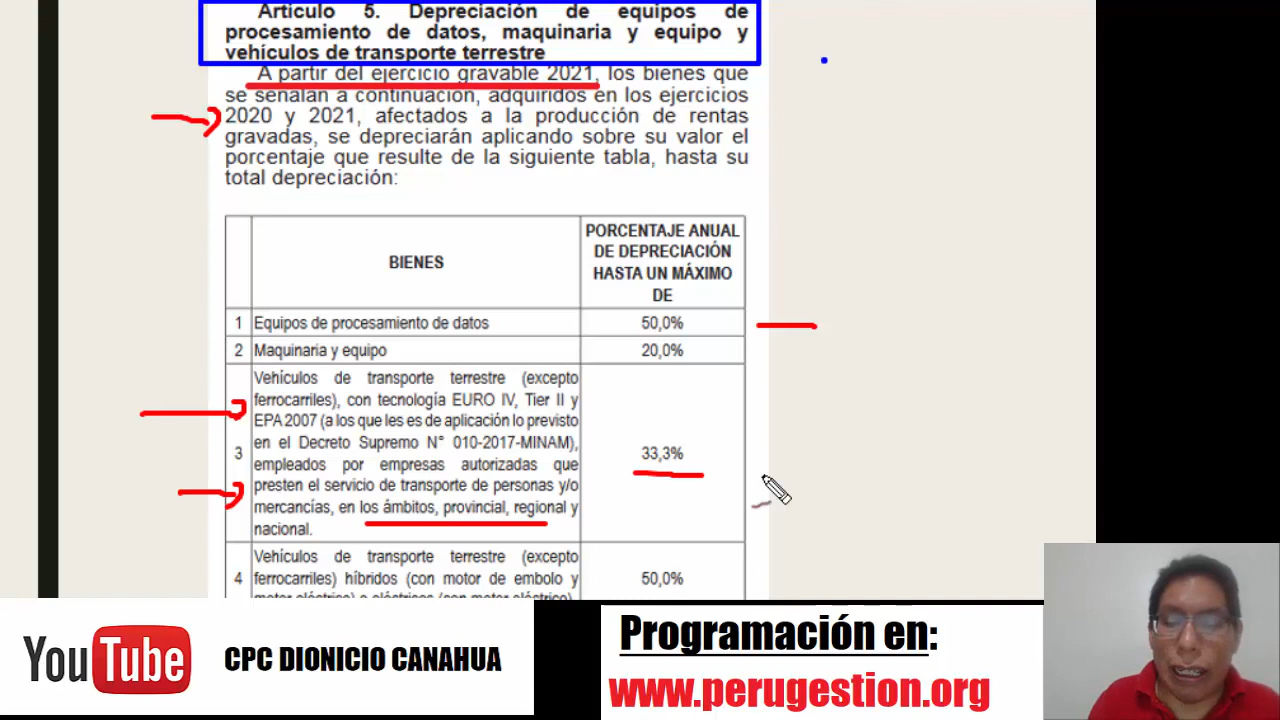 Artículo 5. Depreciación de equipos de
procesamiento de datos, maquinaria y equipo y
vehículos de transporte terrestre
A partir del ejercicio gravable 2021, los bienes que
se señalan a continuación, adquiridos en los ejercicios
2020 y 2021, afectados a la producción de rentas
gravadas, se depreciarán aplicando sobre su valor el
porcentaje que resulte de la siguiente tabla, hasta su
total depreciación:
BIENES
PORCENTAJE ANUAL
DE DEPRECIACIÓN
HASTA UN MÁXIMO
DE
1 Equipos de procesamiento de datos 50,0%
2 Maquinaria y equipo 20,0%
Vehículos de transporte terrestre (excepto
ferrocarriles), con tecnología EURO IV, Tier II y
EPA 2007 (a los que les es de aplicación lo previsto
en el Decreto Supremo N° 010-2017-MINAM),
3 33,3%
empleados por empresas autorizadas que
presten el servicio de transporte de personas y/o
mercancías, en los ámbitos, provincial, regional y
nacional.
Vehículos de transporte terrestre (excepto
4 ferrocarriles) híbridos (con motor de embolo y 50,0%
motor eléctrico) o eléctricos (con motor eléctrico),
YouTube
CPC DIONICIO CANAHUA
Programación en:
www.perugestion.org